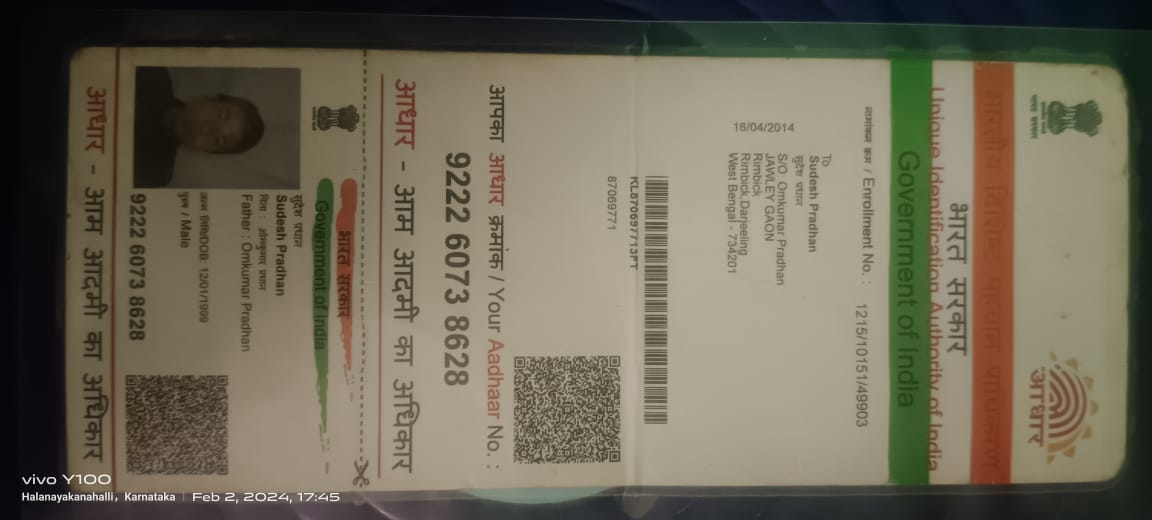 भारत सरकार
Unique Identification Authority of India
Government of India
आधार
नामांकन क्रम / Enrollment No. : 1215/10151/49903
16/04/2014
To
Sudesh Pradhan
सुदेश प्रधान
S/O: Omkumar Pradhan
JAWLEY GAON
Rimbick
Rimbick,Darjeeling
West Bengal - 734201
KL870697713FT
87069771
आपका आधार क्रमांक / Your Aadhaar No. :
9222 6073 8628
आधार - आम आदमी का अधिकार
भारत सरकार
Government of India
सुदेश प्रधान
Sudesh Pradhan
पिता : ओमकुमार प्रधान
Father : Omkumar Pradhan
जन्म तिथि/DOB: 12/01/1999
पुरुष / Male
9222 6073 8628
आधार - आम आदमी का अधिकार
vivo Y100
Halanayakanahalli, Karnataka | Feb 2, 2024, 17:45